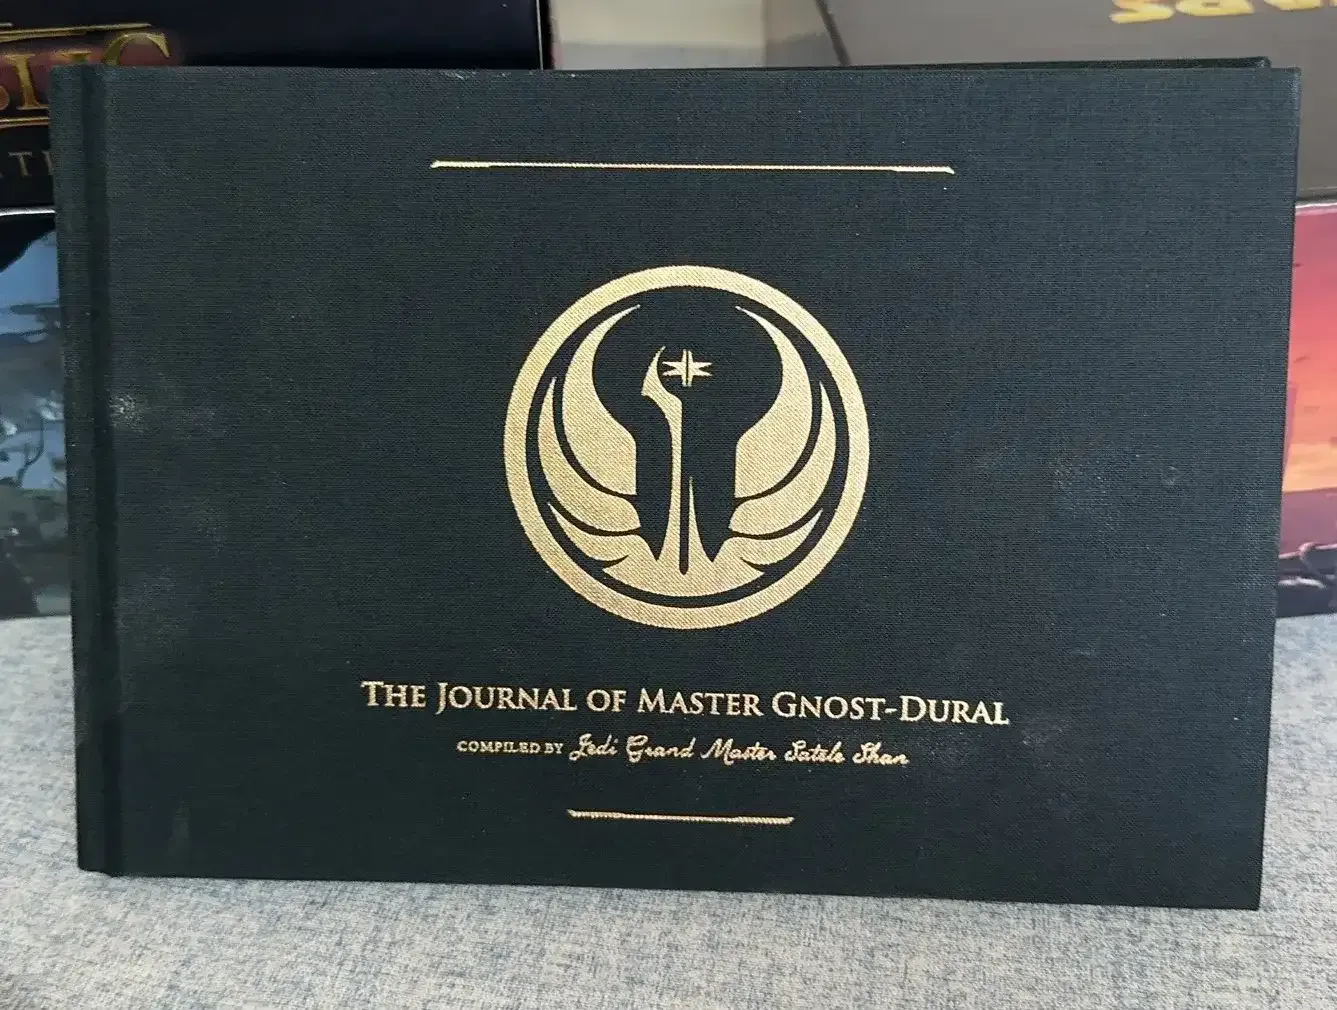 The Journal of Master Gnost-Dural
compiled by Jedi Grand Master Satele Shan